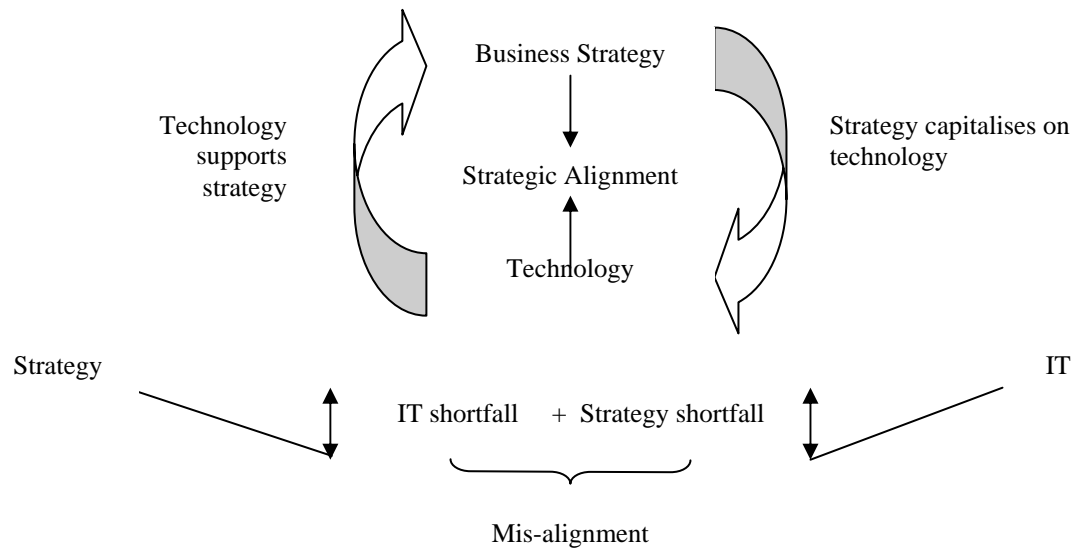 Business Strategy
Technology
supports
strategy
Strategy capitalises on
technology
Strategic Alignment
Technology
Strategy
IT
IT shortfall + Strategy shortfall
Mis-alignment